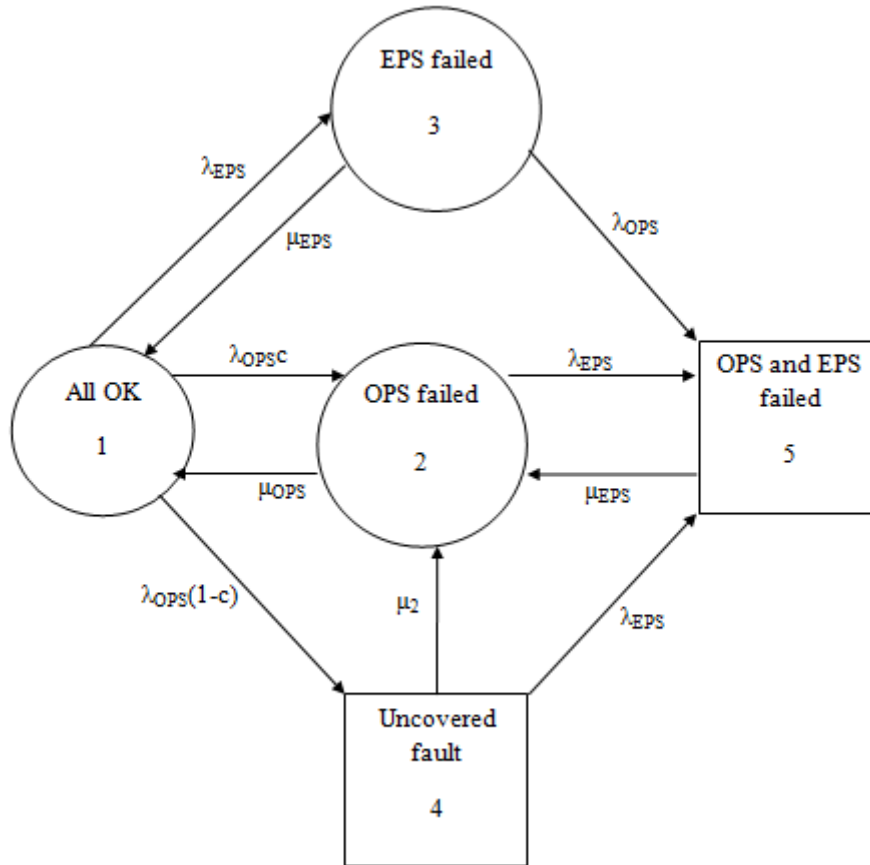 EPS failed
3
λEPS
μEPS
λOPS
All OK
1
λOPSc
OPS failed
2
λEPS
OPS and EPS
failed
5
μOPS
μEPS
λOPS(1-c)
μ2
λEPS
Uncovered
fault
4